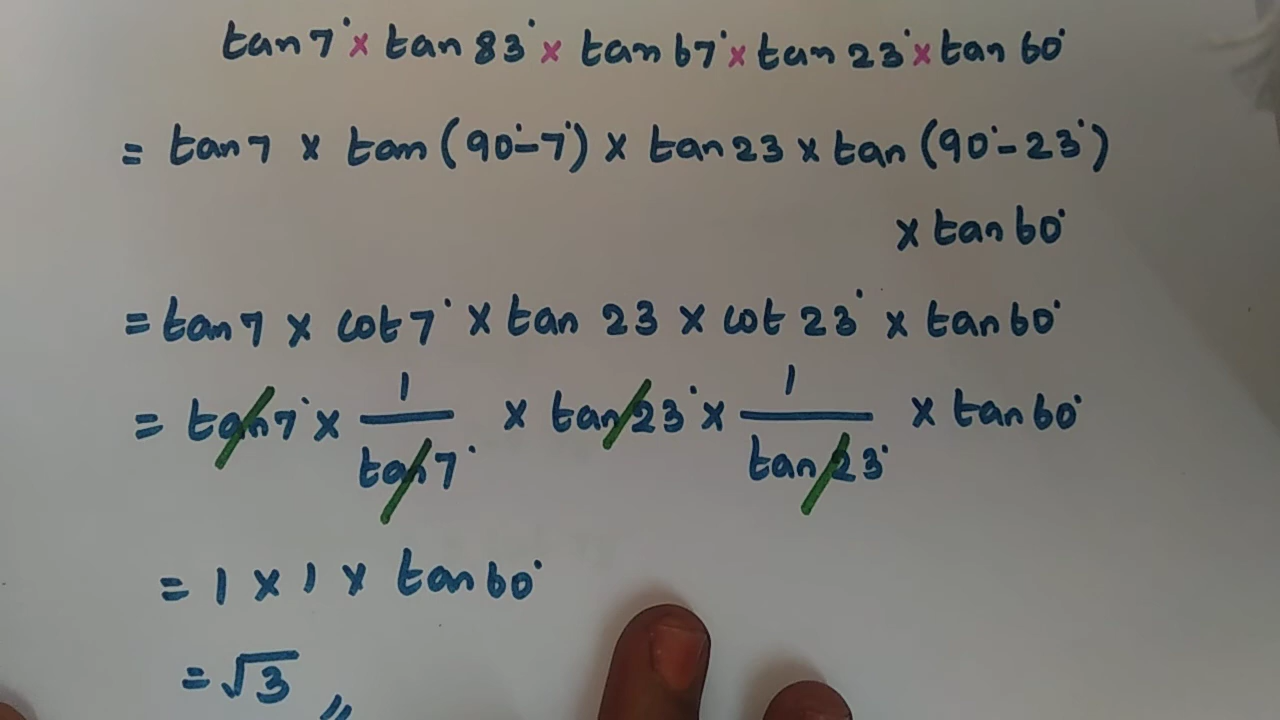 tan 7° × tan 83° × tan 67° × tan 23° × tan 60°
= tan 7 × tan (90° - 7°) × tan 23 × tan (90° - 23°)
× tan 60°
= tan 7 × cot 7° × tan 23 × cot 23° × tan 60°
= tan 7° × 1/tan 7° × tan 23° × 1/tan 23° × tan 60°
= 1 × 1 × tan 60°
= √3 //